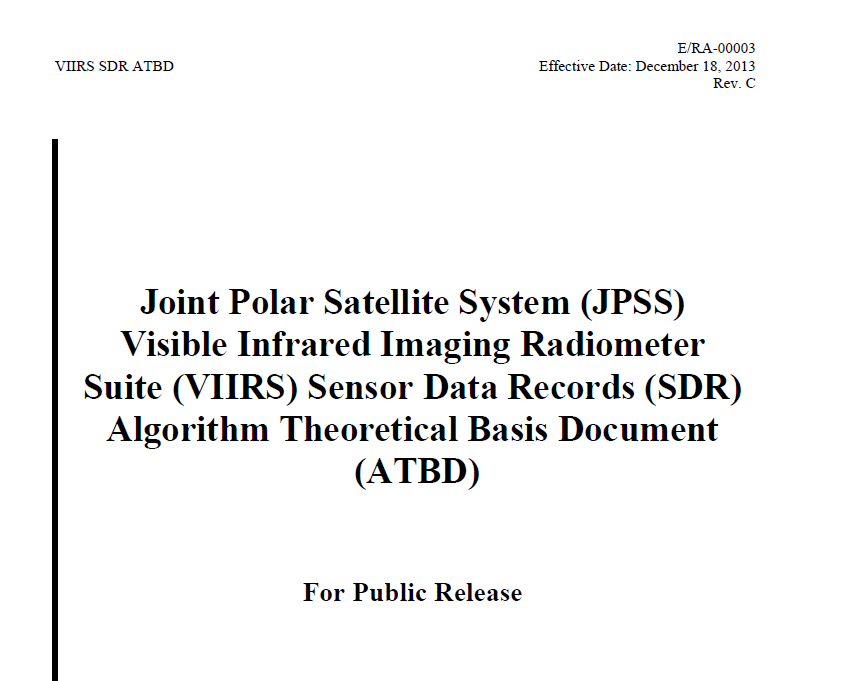 E/RA-00003
VIIRS SDR ATBD Effective Date: December 18, 2013
Rev. C
Joint Polar Satellite System (JPSS)
Visible Infrared Imaging Radiometer
Suite (VIIRS) Sensor Data Records (SDR)
Algorithm Theoretical Basis Document
(ATBD)
For Public Release